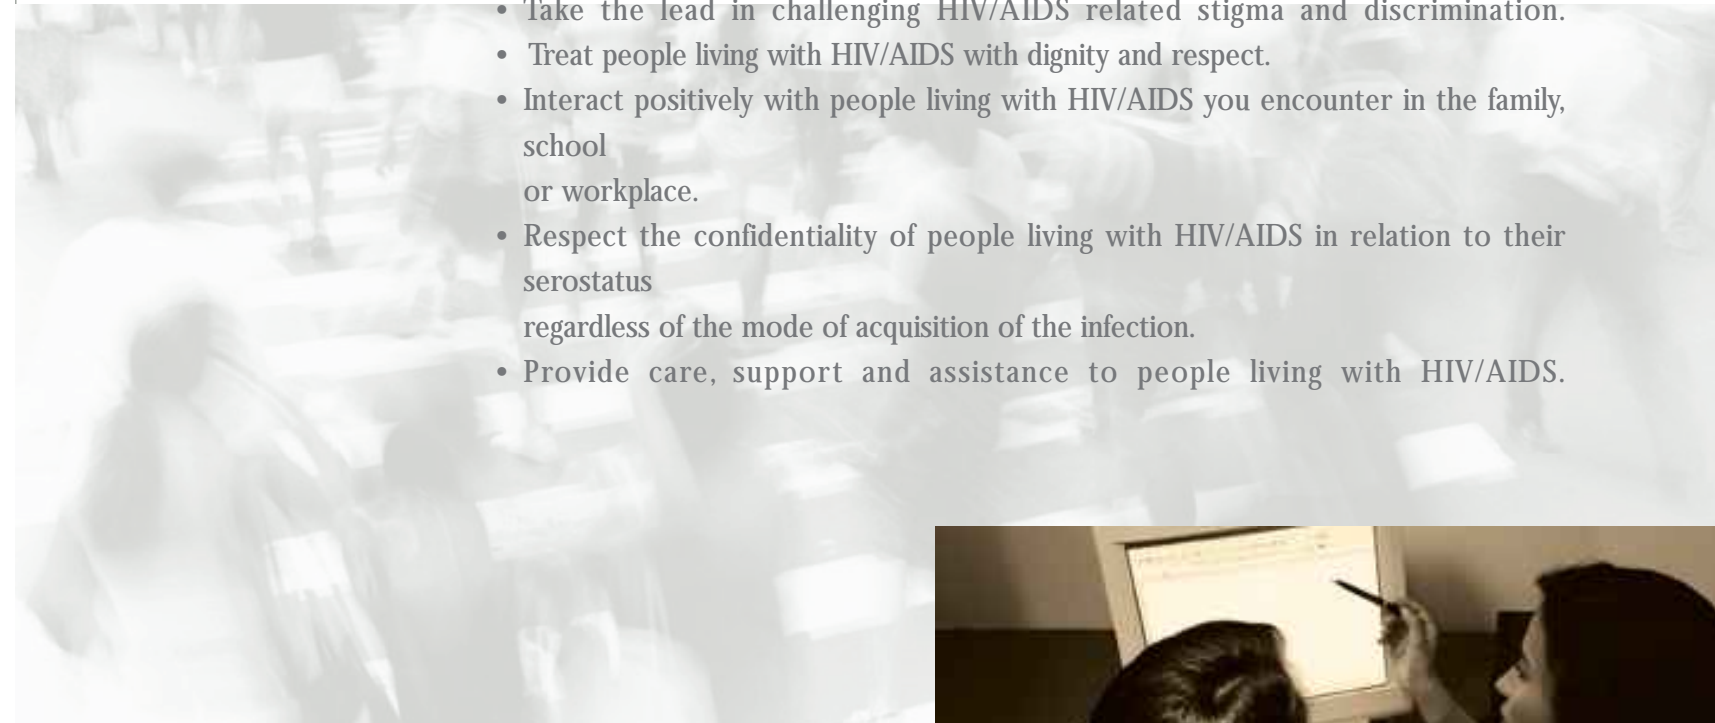 • Take the lead in challenging HIV/AIDS related stigma and discrimination.
• Treat people living with HIV/AIDS with dignity and respect.
• Interact positively with people living with HIV/AIDS you encounter in the family,
school
or workplace.
• Respect the confidentiality of people living with HIV/AIDS in relation to their
serostatus
regardless of the mode of acquisition of the infection.
• Provide care, support and assistance to people living with HIV/AIDS.